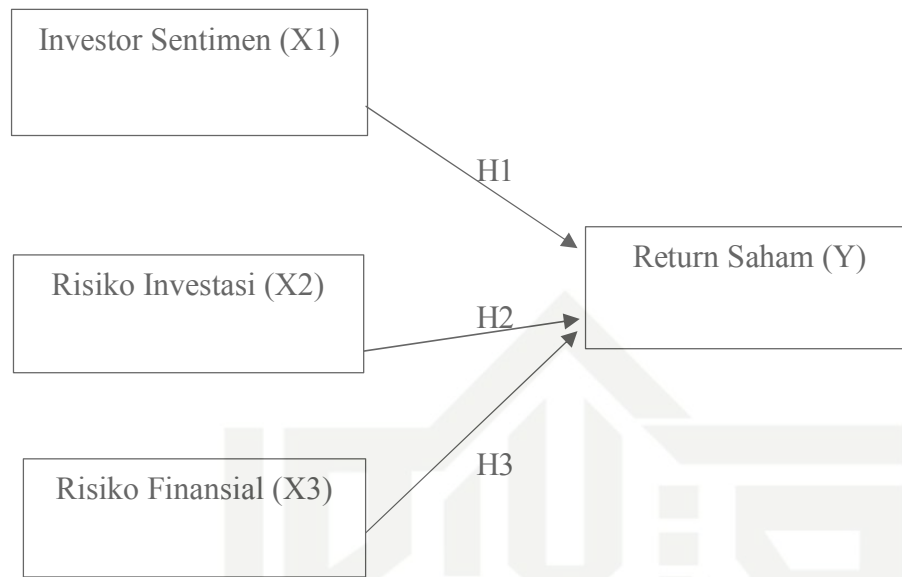 Investor Sentimen (X1)
H1
Return Saham (Y)
Risiko Investasi (X2)
H2
H3
Risiko Finansial (X3)